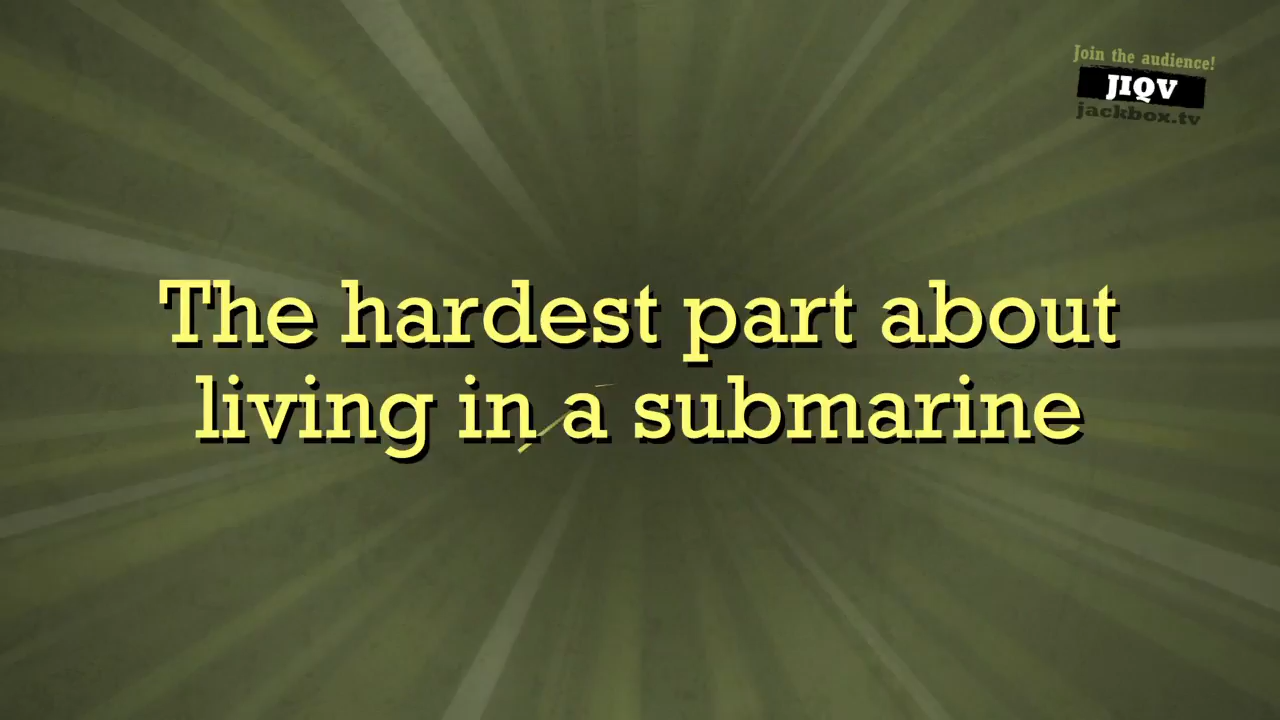 Join the audience!
JIQV
jackbox.tv
The hardest part about
living in a submarine